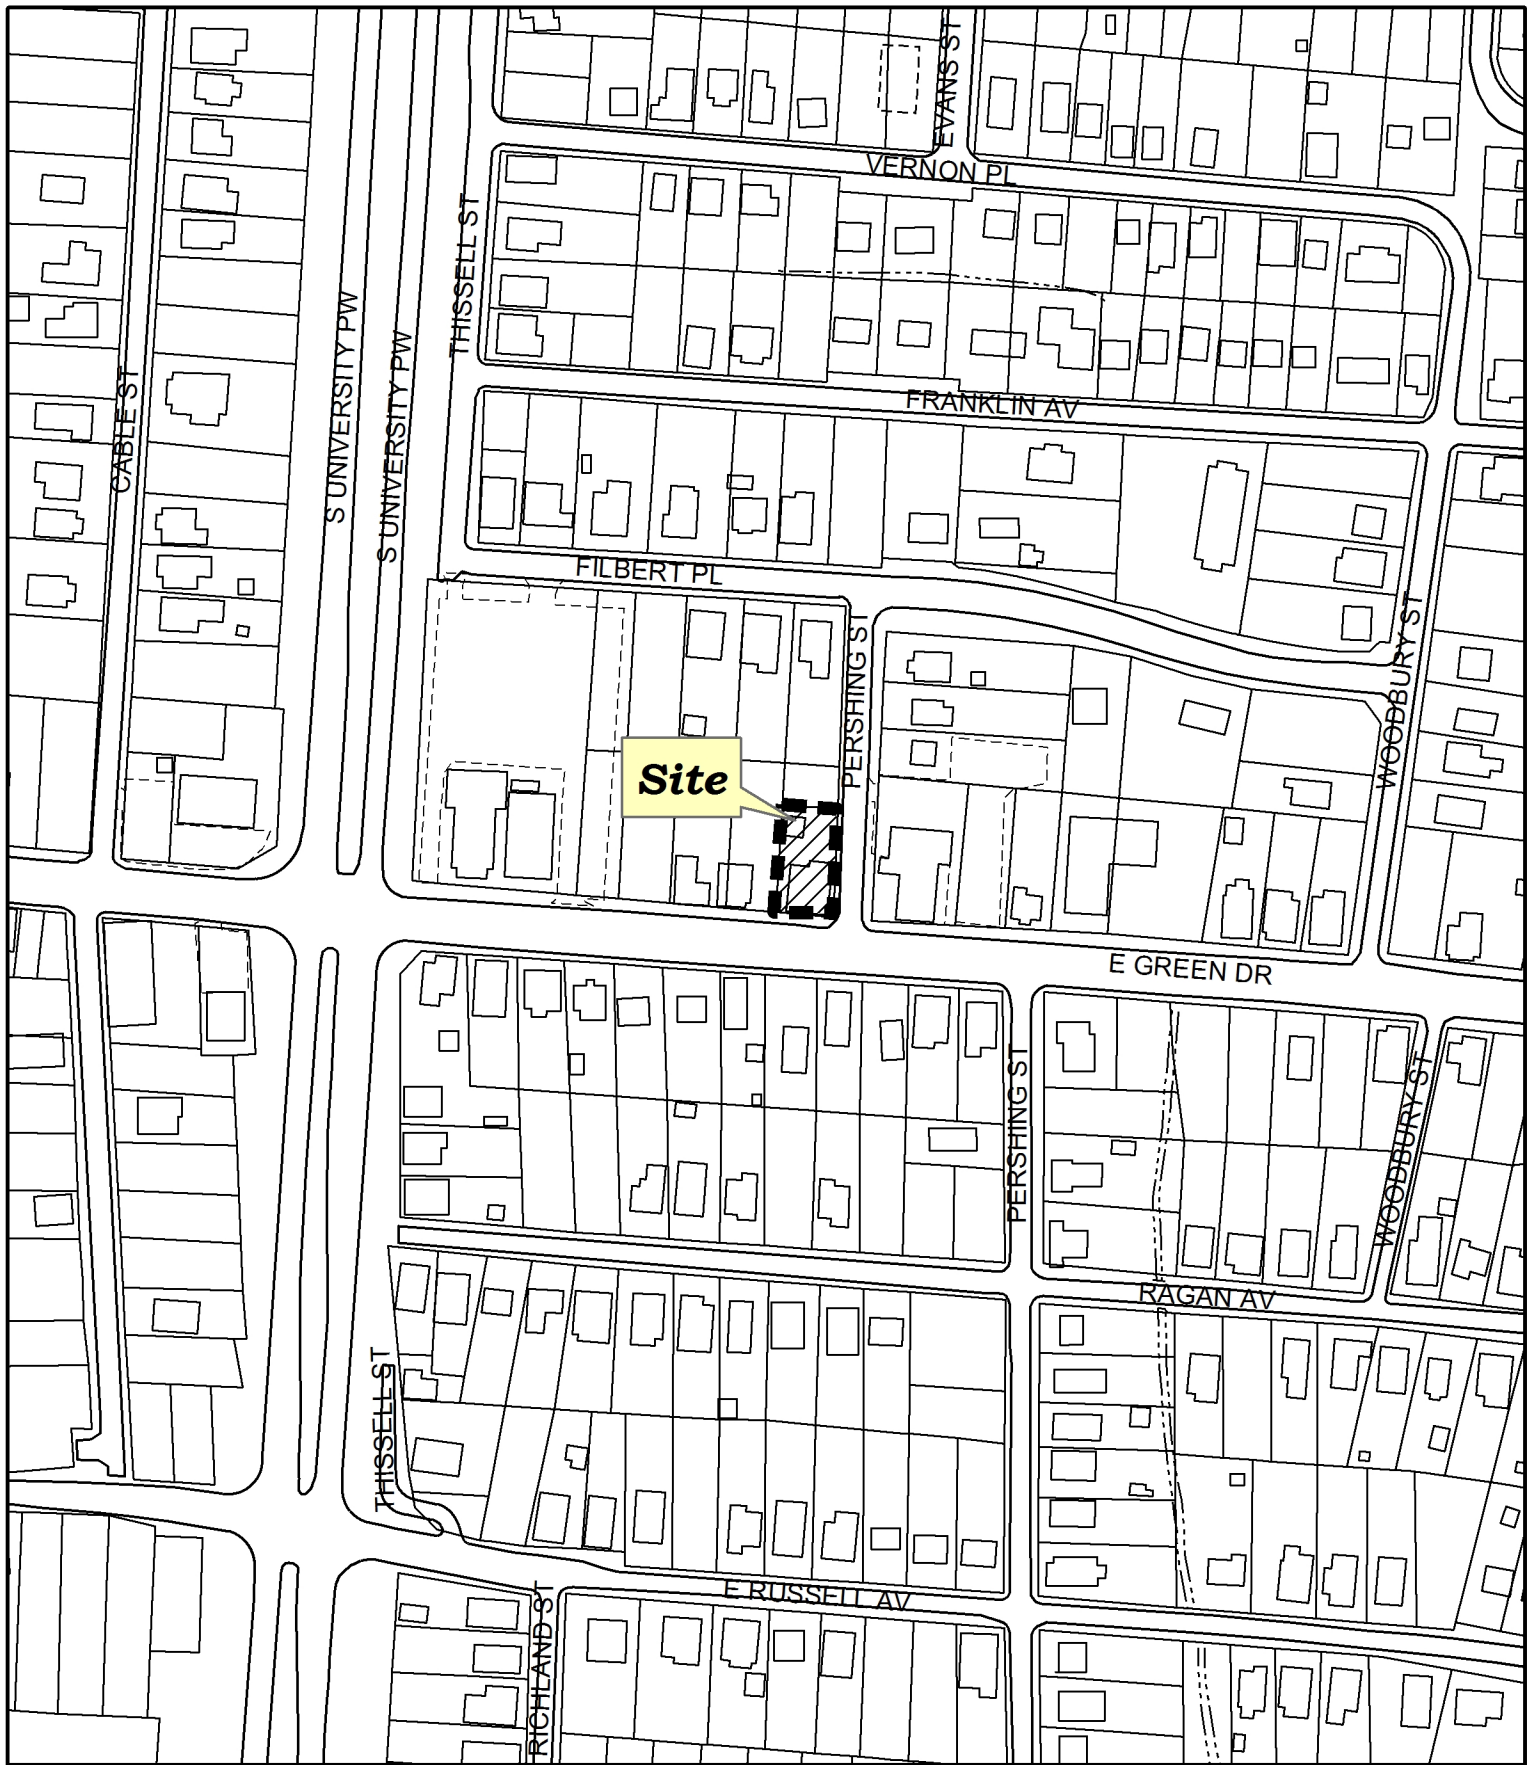 EVANS ST
VERNON PL
THISSELL ST
S UNIVERSITY PW
S UNIVERSITY PW
CABLE ST
FRANKLIN AV
FILBERT PL
PERSHING ST
WOODBURY ST
Site
E GREEN DR
PERSHING ST
WOODBURY ST
RAGAN AV
THISSELL ST
E RUSSELL AV
RICHLAND ST